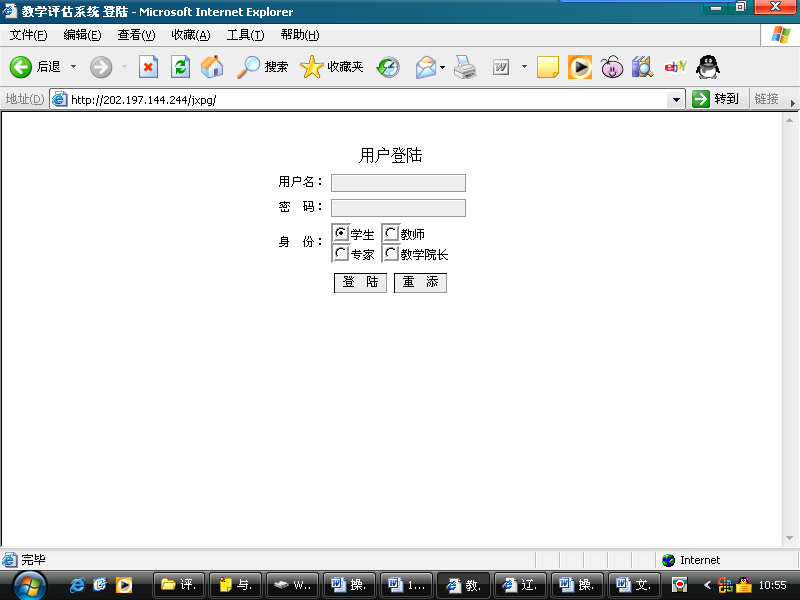 教学评估系统 登陆 - Microsoft Internet Explorer
文件(F) 编辑(E) 查看(V) 收藏(A) 工具(T) 帮助(H)
后退 搜索 收藏夹 W ebY
地址(D) http://202.197.144.244/jxpg/ 转到 链接
用户登陆
用户名：
密 码：
身 份： 学生 教师
专家 教学院长
登 陆 重 添
完毕 Internet
评. 与. W.. 操. 1... 教. 辽. 操. 文. 10:55